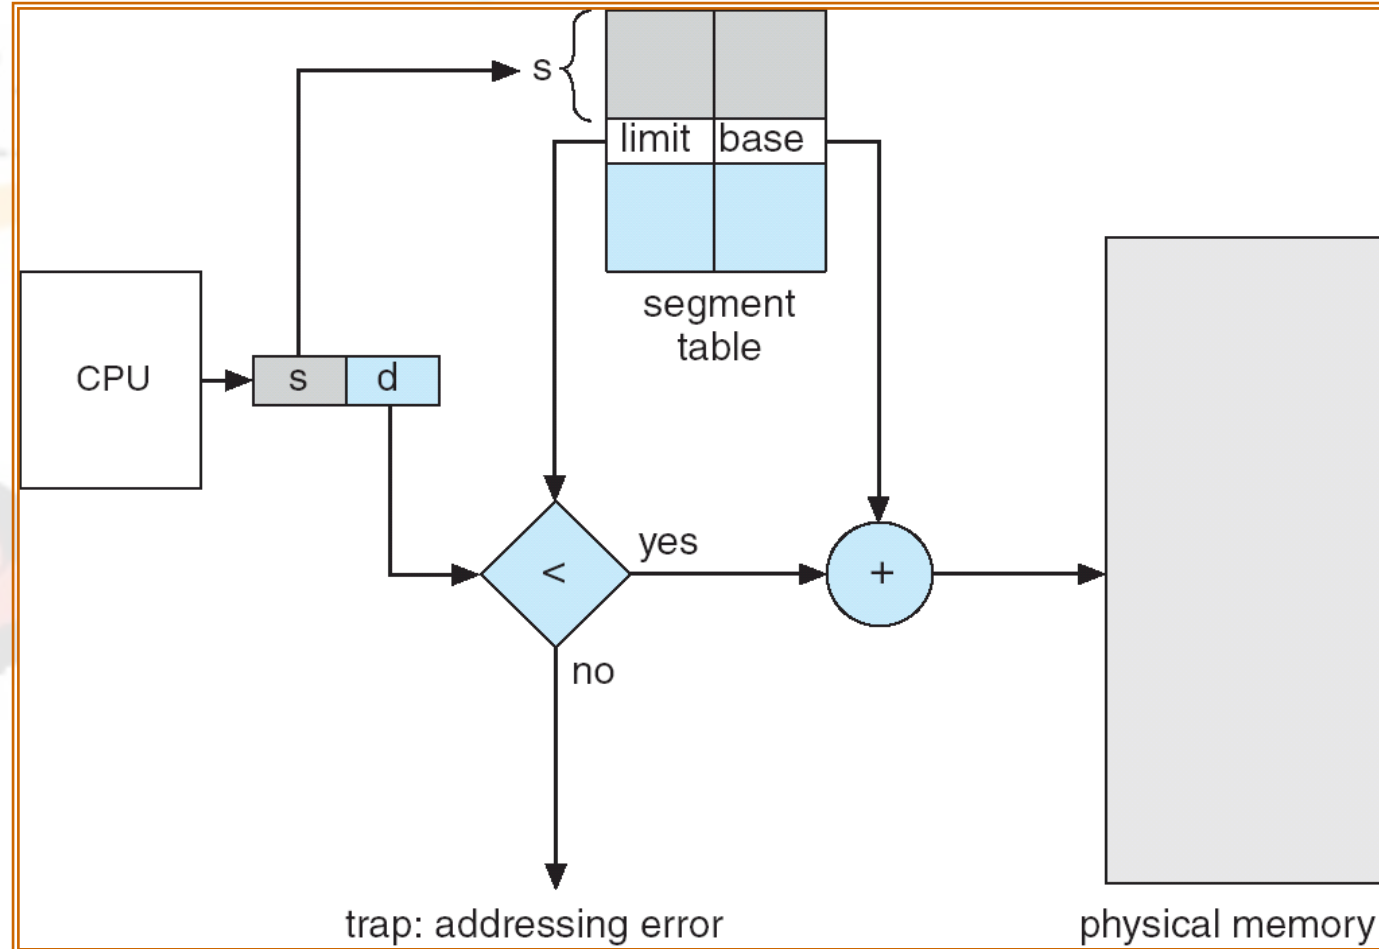 s
limit base
segment
table
CPU
s d
<
yes
+
no
trap: addressing error
physical memory